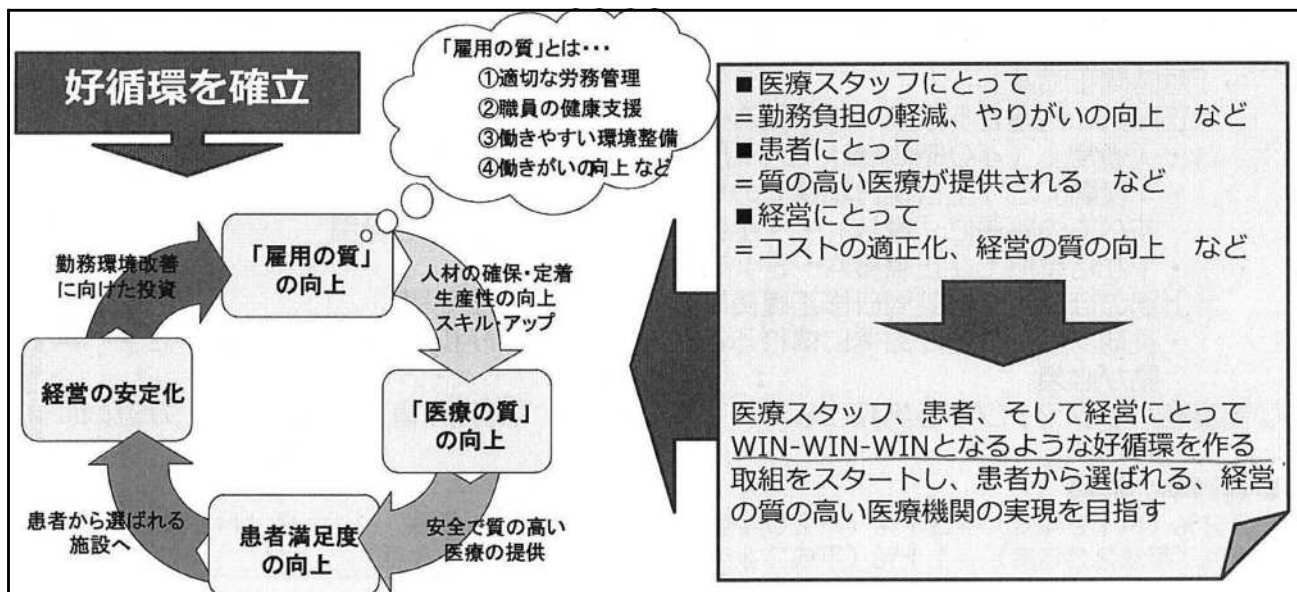 好循環を確立
「雇用の質」とは・・・
①適切な労務管理
②職員の健康支援
③働きやすい環境整備
④働きがいの向上 など
「雇用の質」
の向上
人材の確保・定着
生産性の向上
スキル・アップ
「医療の質」
の向上
安全で質の高い
医療の提供
患者満足度
の向上
患者から選ばれる
施設へ
経営の安定化
勤務環境改善
に向けた投資
■医療スタッフにとって
=勤務負担の軽減、やりがいの向上 など
■患者にとって
=質の高い医療が提供される など
■経営にとって
=コストの適正化、経営の質の向上 など
医療スタッフ、患者、そして経営にとって
WIN-WIN-WINとなるような好循環を作る
取組をスタートし、患者から選ばれる、経営
の質の高い医療機関の実現を目指す